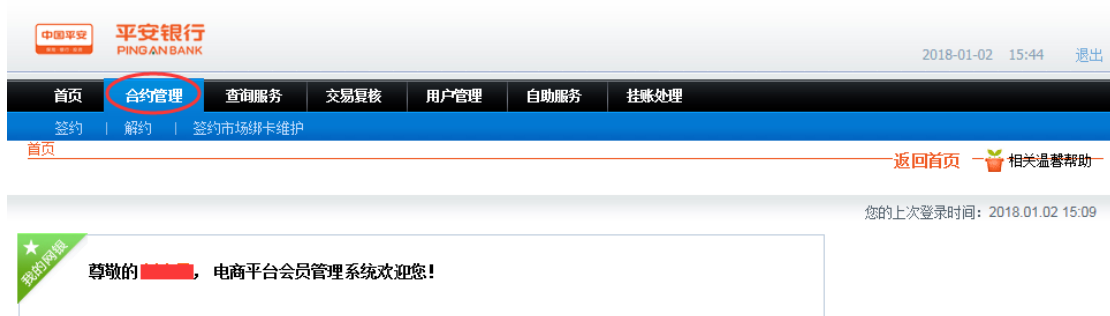 中国平安 平安银行
PING AN BANK
2018-01-02 15:44 退出
首页 合约管理 查询服务 交易复核 用户管理 自助服务 挂账处理
签约 | 解约 | 签约市场绑卡维护
首页 返回首页 相关温馨帮助
您的上次登录时间：2018.01.02 15:09
我的网银
尊敬的 ，电商平台会员管理系统欢迎您！